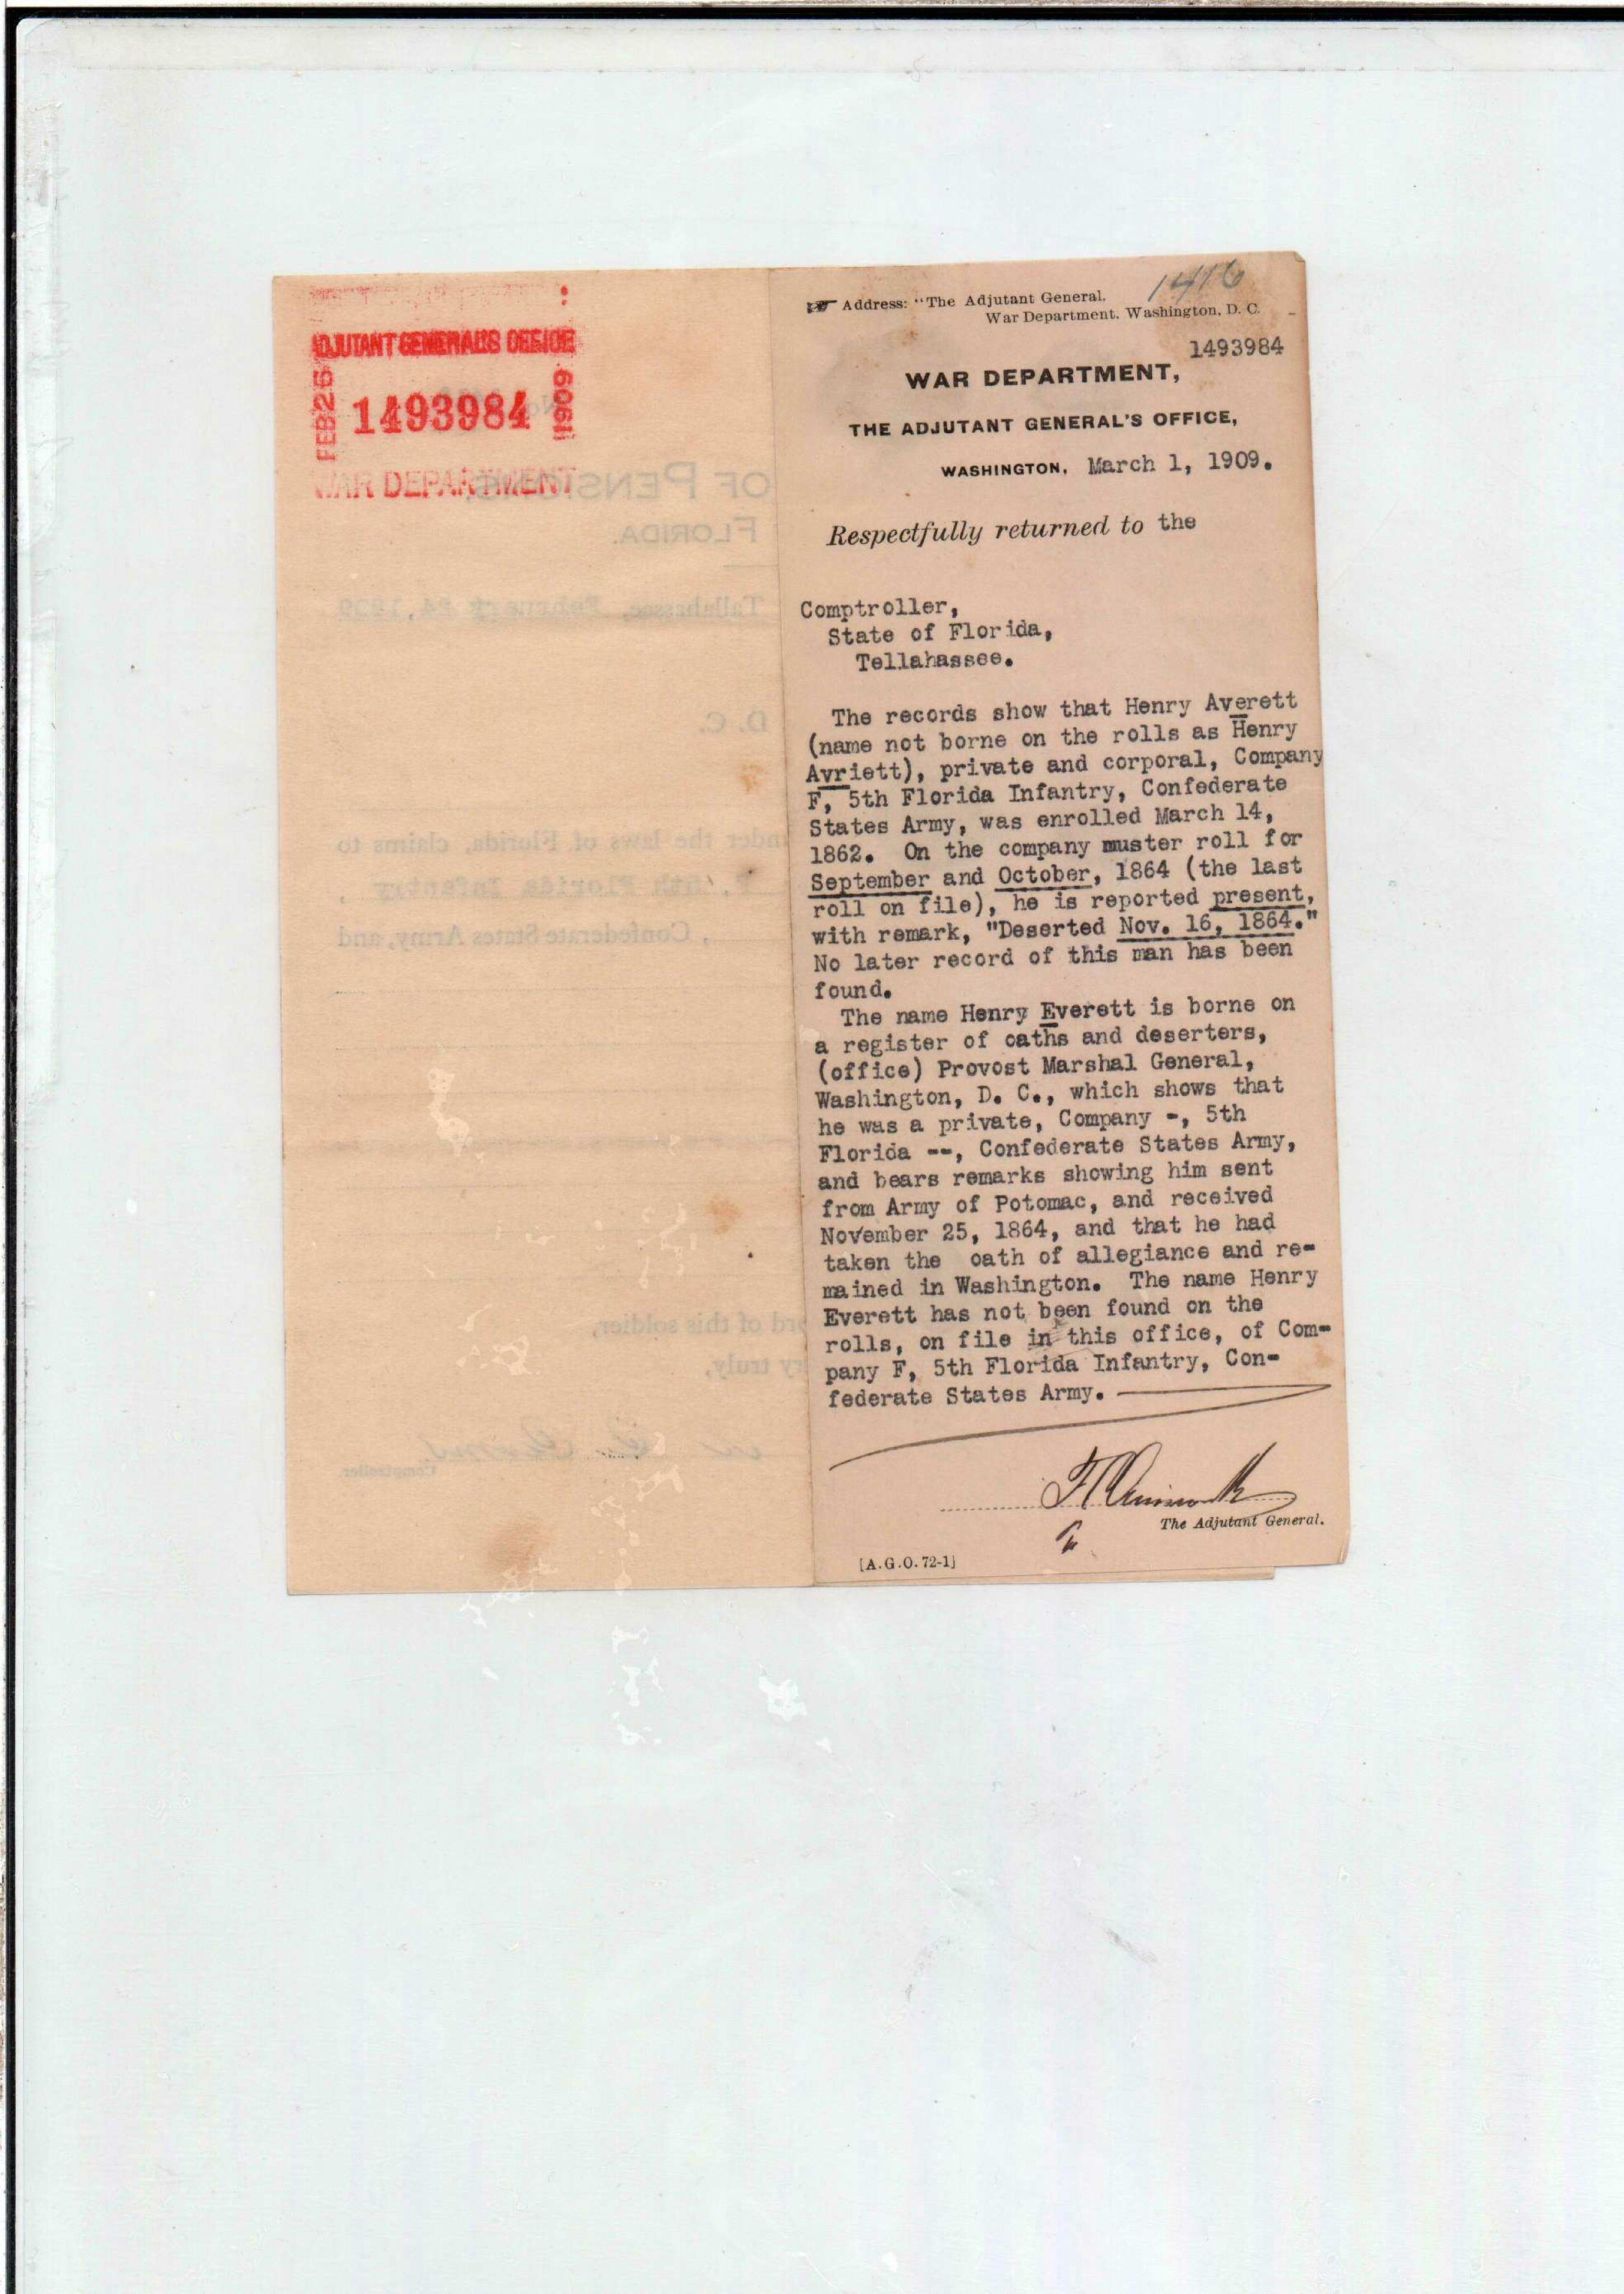 ADJUTANT GENERAL'S OFFICE
FEB 25 1493984 1909
WAR DEPARTMENT
1416
Address: "The Adjutant General.
War Department, Washington, D. C.
1493984
WAR DEPARTMENT,
THE ADJUTANT GENERAL'S OFFICE,
WASHINGTON, March 1, 1909.
Respectfully returned to the
Comptroller,
State of Florida,
Tellahassee.
The records show that Henry Averett
(name not borne on the rolls as Henry
Avriett), private and corporal, Company
F, 5th Florida Infantry, Confederate
States Army, was enrolled March 14,
1862. On the company muster roll for
September and October, 1864 (the last
roll on file), he is reported present,
with remark, "Deserted Nov. 16, 1864."
No later record of this man has been
found.
The name Henry Everett is borne on
a register of oaths and deserters,
(office) Provost Marshal General,
Washington, D. C., which shows that
he was a private, Company -, 5th
Florida --, Confederate States Army,
and bears remarks showing him sent
from Army of Potomac, and received
November 25, 1864, and that he had
taken the oath of allegiance and re-
mained in Washington. The name Henry
Everett has not been found on the
rolls, on file in this office, of Com-
pany F, 5th Florida Infantry, Con-
federate States Army.
The Adjutant General.
[A.G.O. 72-1]
OF PENSIONS,
FLORIDA.
Tallahassee, February 24, 1909
D. C.
under the laws of Florida, claims to
F, 5th Florida Infantry,
, Confederate States Army, and
of this soldier,
truly,
Comptroller.